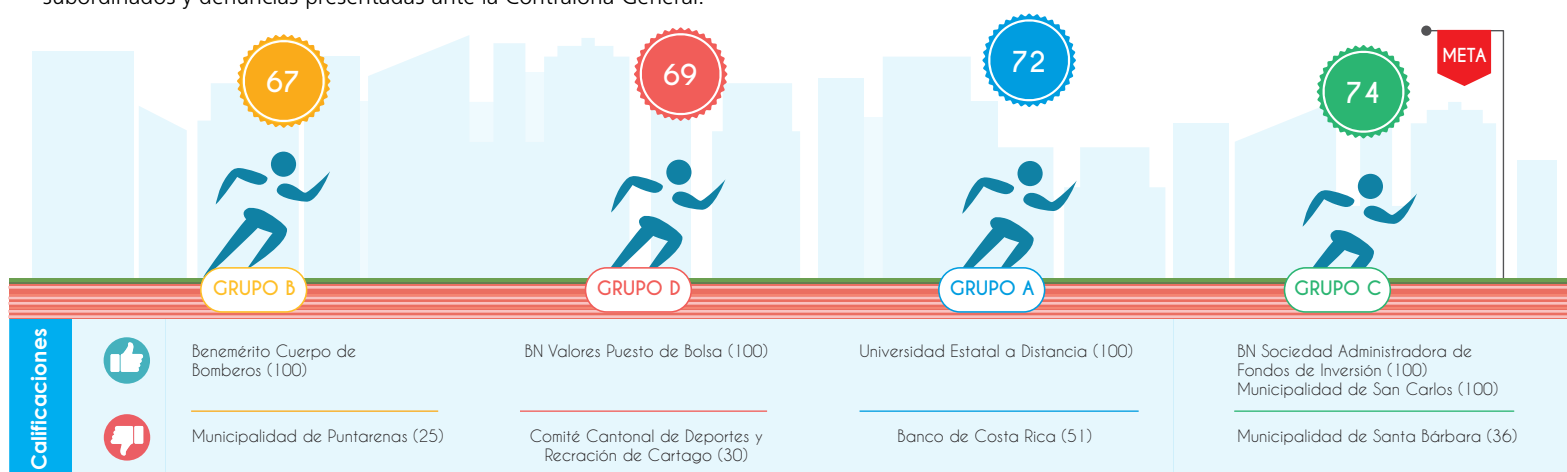 subordinados y denuncias presentadas ante la Contraloría General.
67
69
72
74
META
GRUPO B
GRUPO D
GRUPO A
GRUPO C
Calificaciones
Benemérito Cuerpo de
Bomberos (100)
BN Valores Puesto de Bolsa (100)
Universidad Estatal a Distancia (100)
BN Sociedad Administradora de
Fondos de Inversión (100)
Municipalidad de San Carlos (100)
Municipalidad de Puntarenas (25)
Comité Cantonal de Deportes y
Recración de Cartago (30)
Banco de Costa Rica (51)
Municipalidad de Santa Bárbara (36)